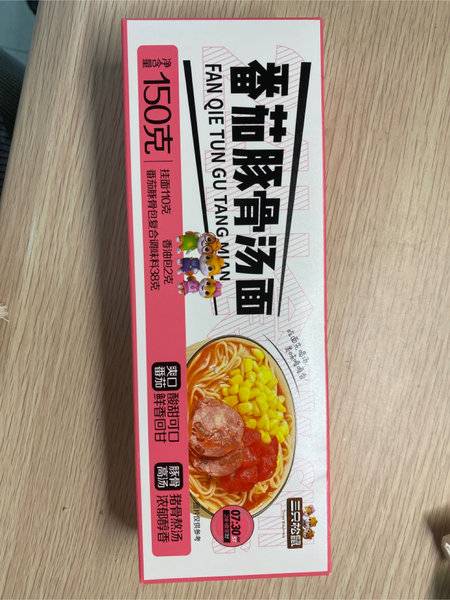 番茄豚骨汤面
FAN QIE TUN GU TANG MIAN
净含量
150克
挂面110克 香油包2克
番茄豚骨包复合调味料38克
爽口番茄
酸甜可口
鲜香回甘
豚骨高汤
猪骨熬汤
浓郁醇香
07:30
三只松鼠